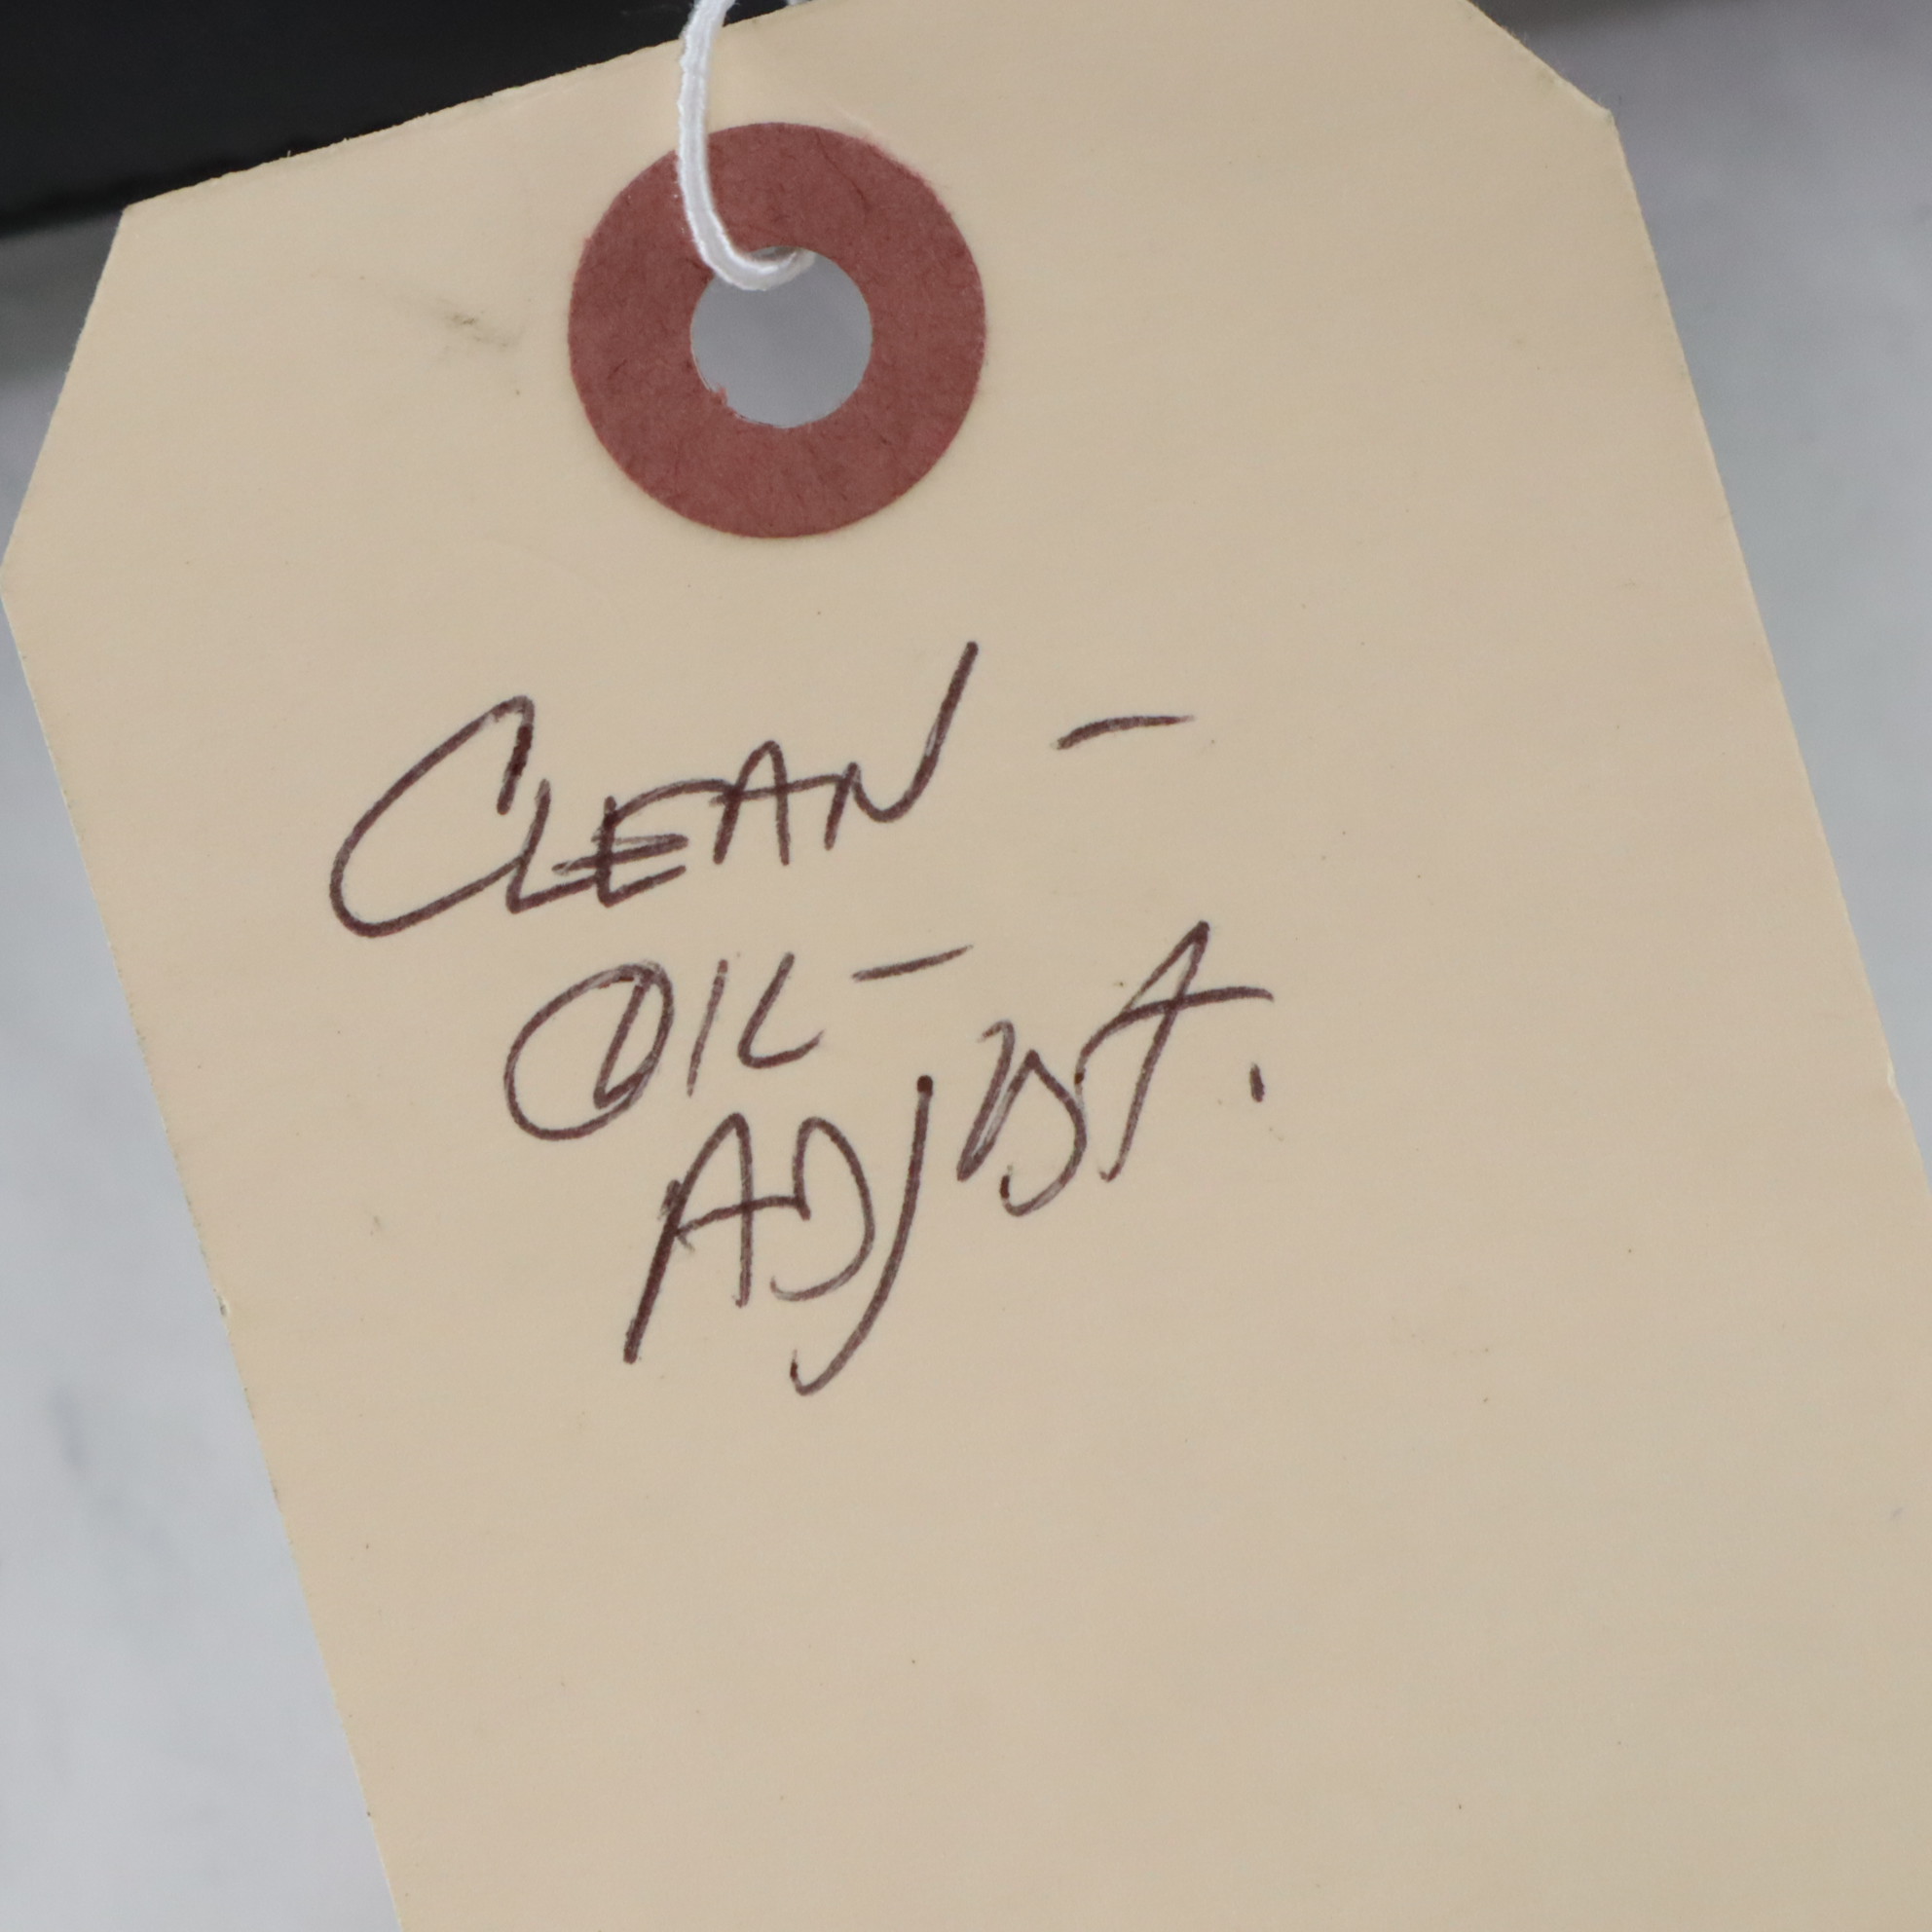 CLEAN -
OIL -
ADJUST.